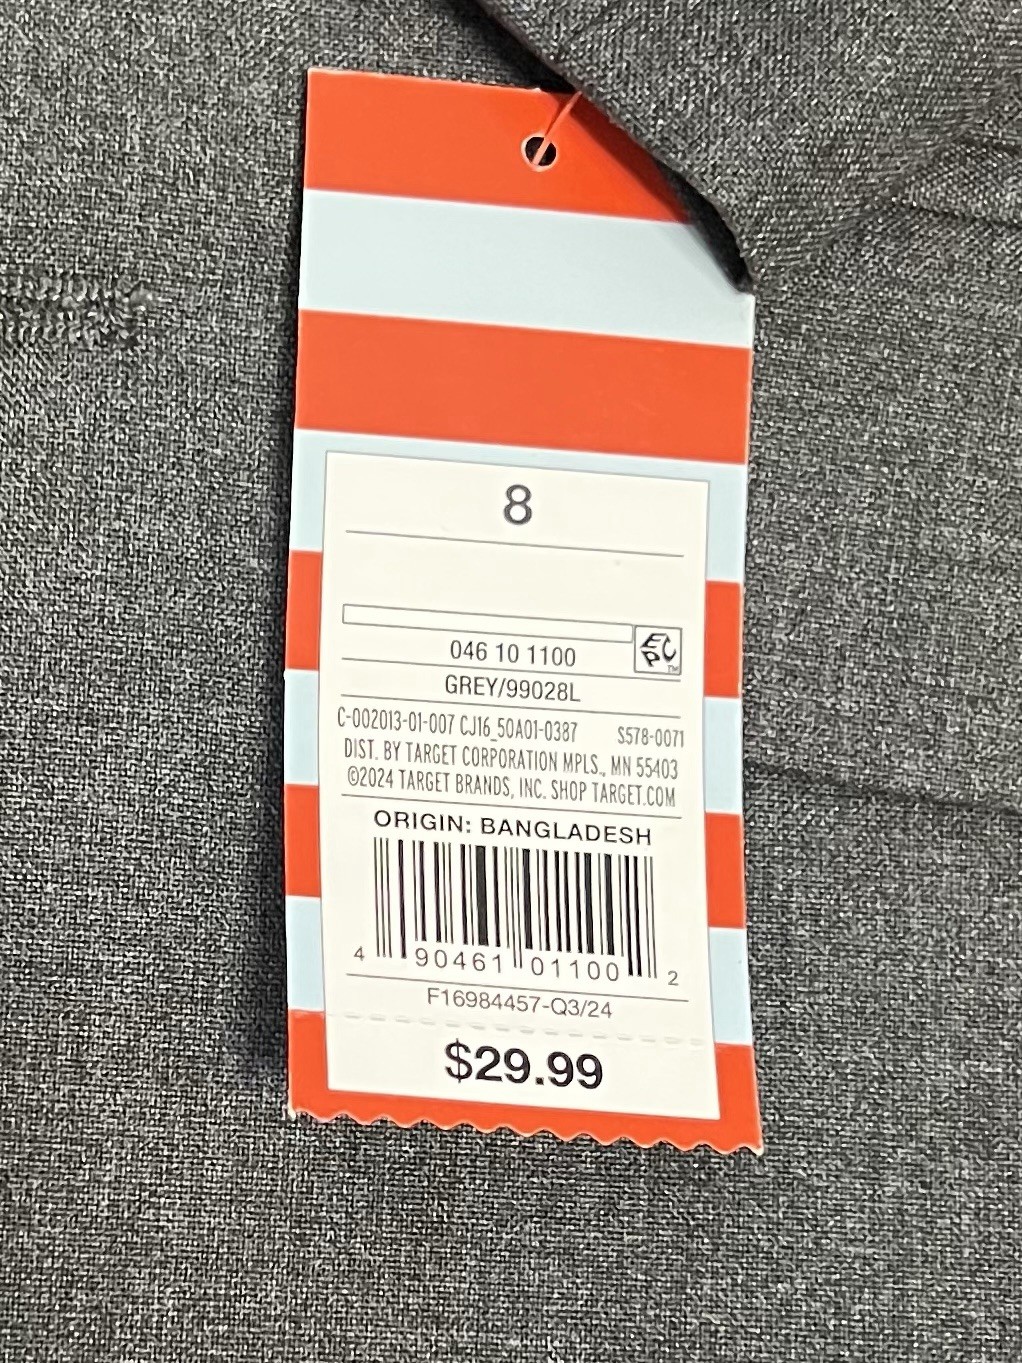 8
046 10 1100
EPC
TM
GREY/99028L
C-002013-01-007 CJ16_50A01-0387 S578-0071
DIST. BY TARGET CORPORATION MPLS., MN 55403
©2024 TARGET BRANDS, INC. SHOP TARGET.COM
ORIGIN: BANGLADESH
4 90461 01100 2
F16984457-Q3/24
$29.99